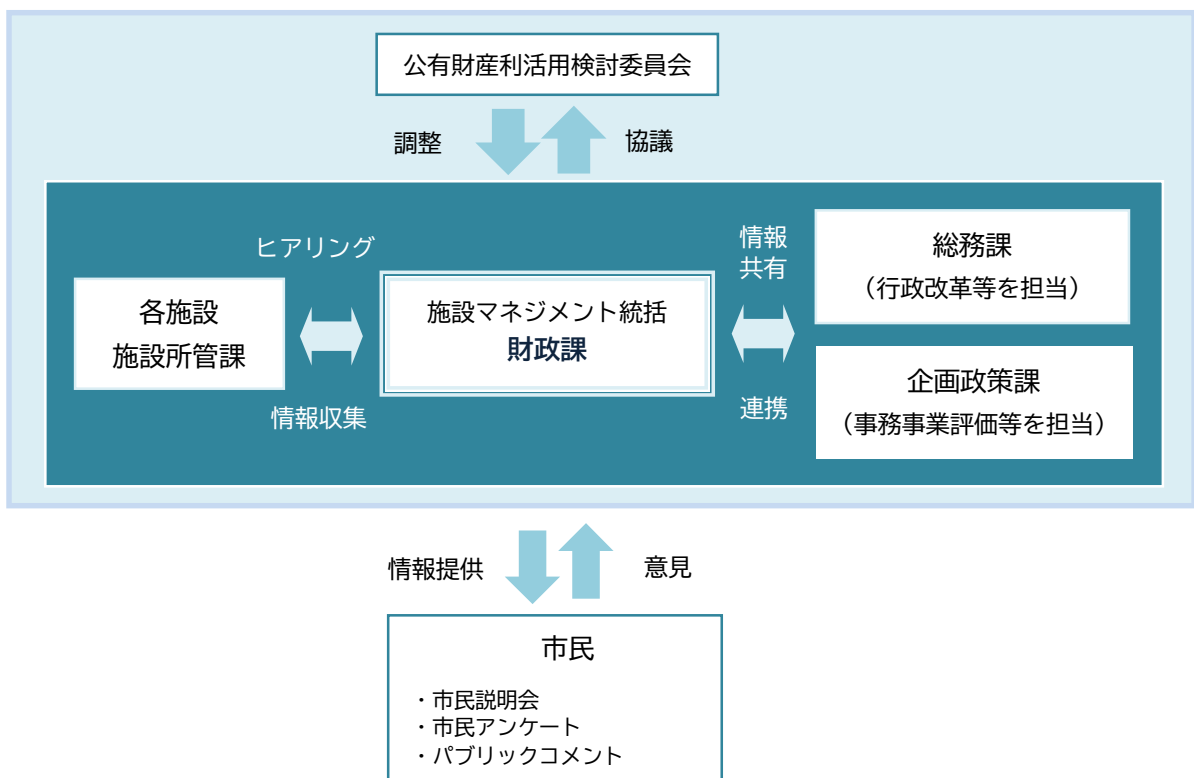 公有財産利活用検討委員会
調整
協議
ヒアリング
情報
共有
総務課
（行政改革等を担当）
各施設
施設所管課
施設マネジメント統括
財政課
企画政策課
（事務事業評価等を担当）
情報収集
連携
情報提供
意見
市民
・市民説明会
・市民アンケート
・パブリックコメント